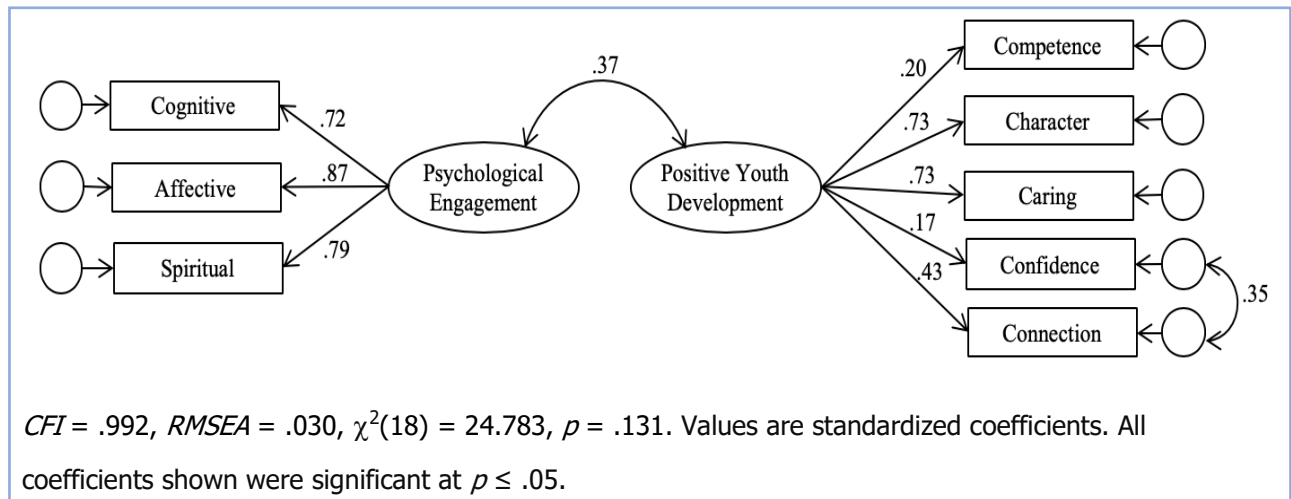 .37
Competence
.20
Cognitive
.72
Character
.73
Psychological
Engagement
Positive Youth
Development
Affective
.87
.73
Caring
.17
Spiritual
.79
Confidence
.43
.35
Connection
CFI = .992, RMSEA = .030, χ²(18) = 24.783, p = .131. Values are standardized coefficients. All
coefficients shown were significant at p ≤ .05.